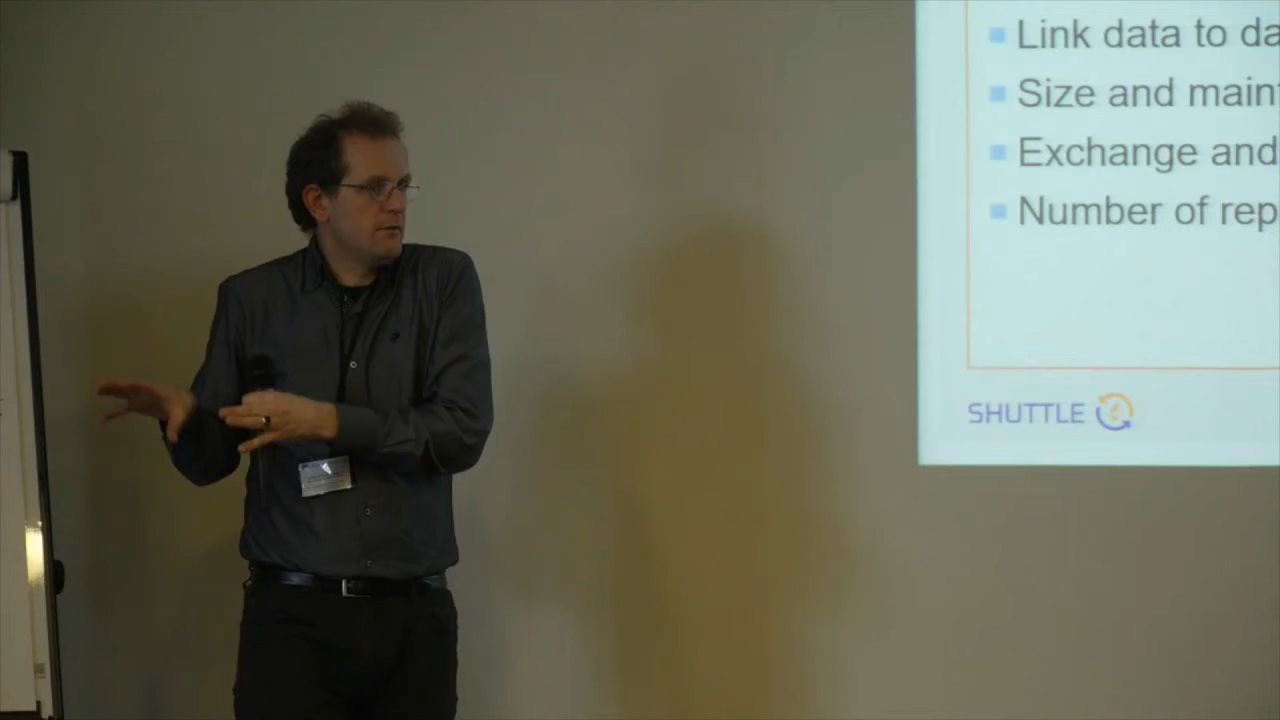 Link data to da
Size and main
Exchange and
Number of rep
SHUTTLE